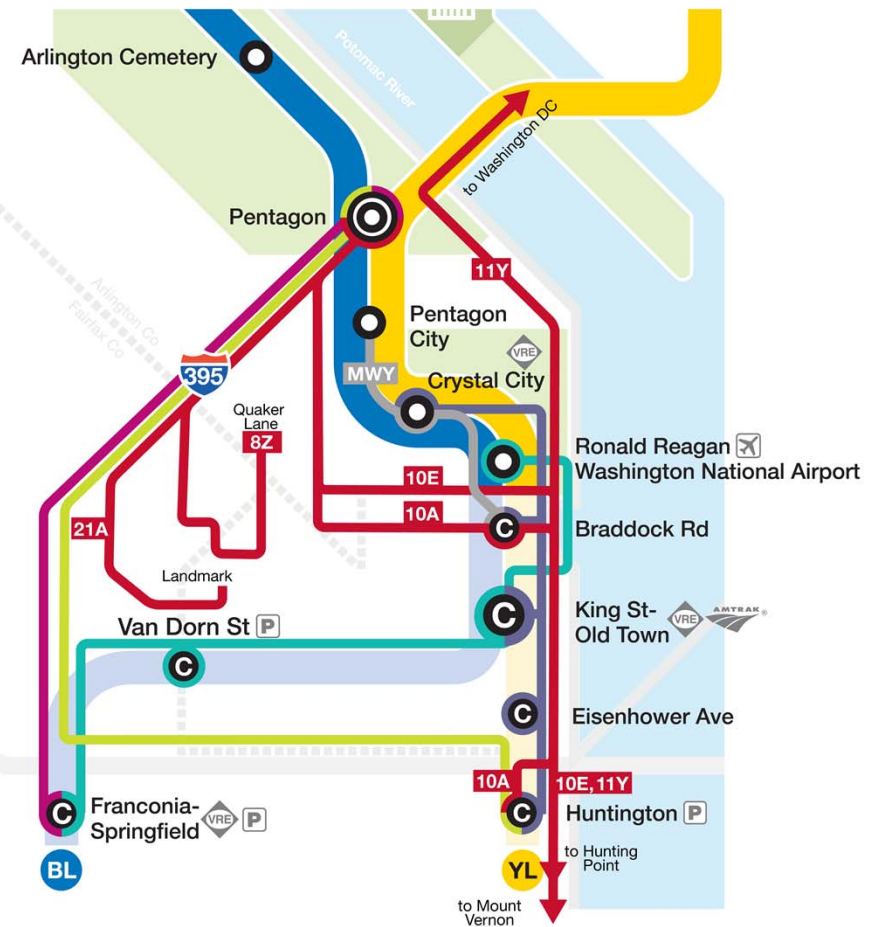 Arlington Cemetery
Potomac River
to Washington DC
Pentagon
11Y
Arlington Co
Fairfax Co
Pentagon
City
VRE
395
MWY
Crystal City
Quaker
Lane
8Z
Ronald Reagan
Washington National Airport
10E
10A
21A
C
Braddock Rd
Landmark
Van Dorn St P
C
C
King St-
Old Town
VRE
AMTRAK ®
C
Eisenhower Ave
10A
10E, 11Y
C
Franconia-
Springfield
VRE
P
C
Huntington P
BL
YL
to Hunting
Point
to Mount
Vernon